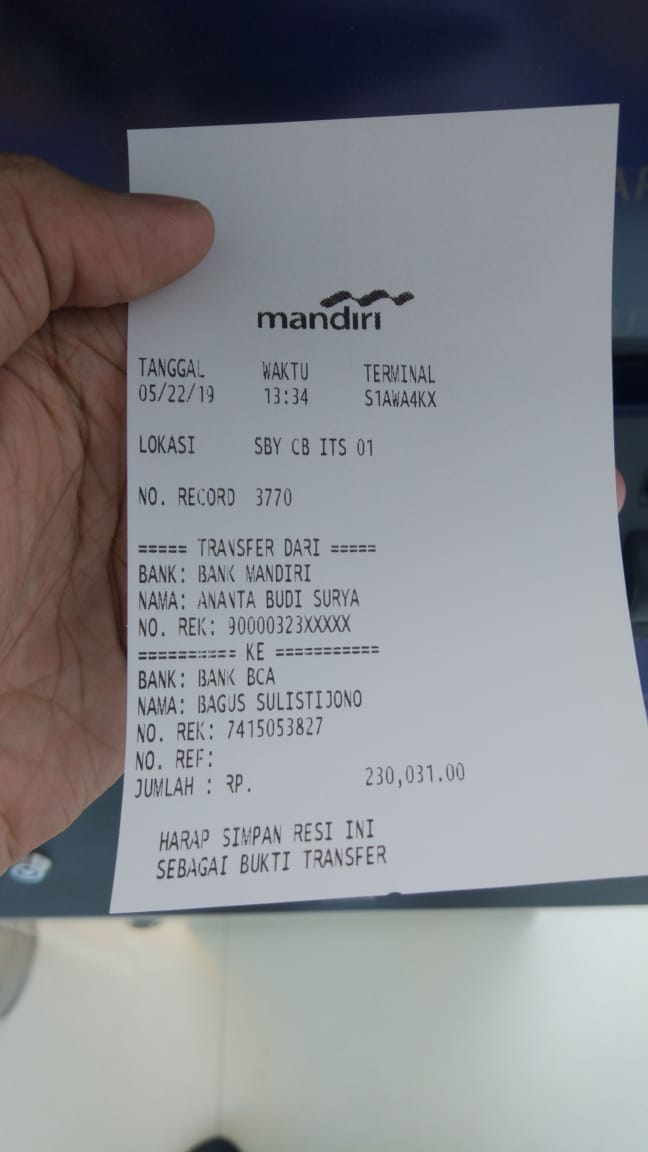 mandiri
TANGGAL WAKTU TERMINAL
05/22/19 13:34 S1AWA4KX
LOKASI SBY CB ITS 01
NO. RECORD 3770
===== TRANSFER DARI =====
BANK: BANK MANDIRI
NAMA: ANANTA BUDI SURYA
NO. REK: 90000323XXXXX
========== KE ===========
BANK: BANK BCA
NAMA: BAGUS SULISTIJONO
NO. REK: 7415053827
NO. REF:
JUMLAH : RP. 230,031.00
HARAP SIMPAN RESI INI
SEBAGAI BUKTI TRANSFER